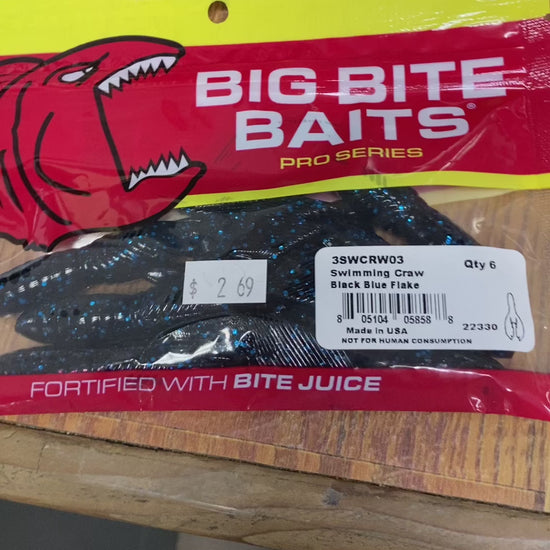 BIG BITE
BAITS®
PRO SERIES
3SWCRW03
Qty 6
Swimming Craw
Black Blue Flake
8 05104 05858 8
22330
Made in USA
NOT FOR HUMAN CONSUMPTION
$ 2 69
FORTIFIED WITH BITE JUICE